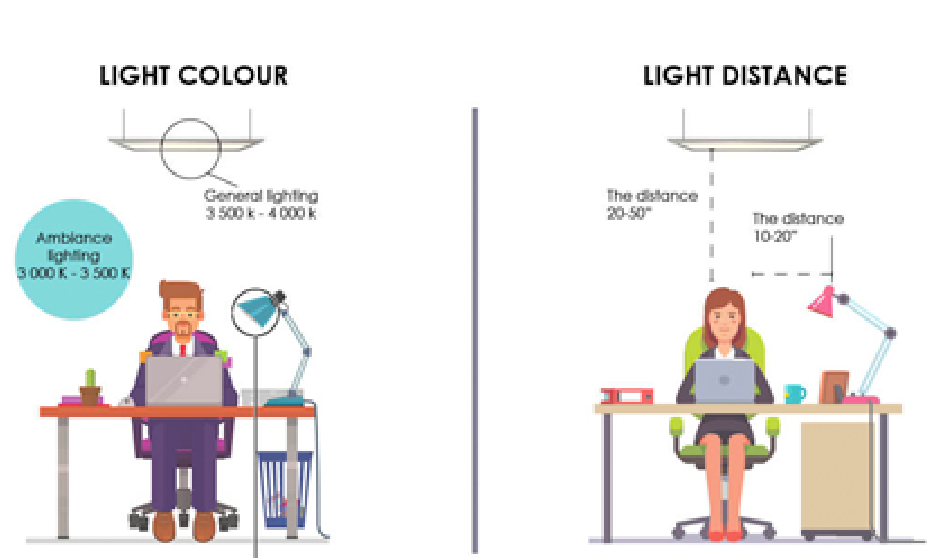 LIGHT COLOUR
General lighting
3 500 k - 4 000 k
Ambiance
lighting
3 000 K - 3 500 K
LIGHT DISTANCE
The distance
20-50"
The distance
10-20"